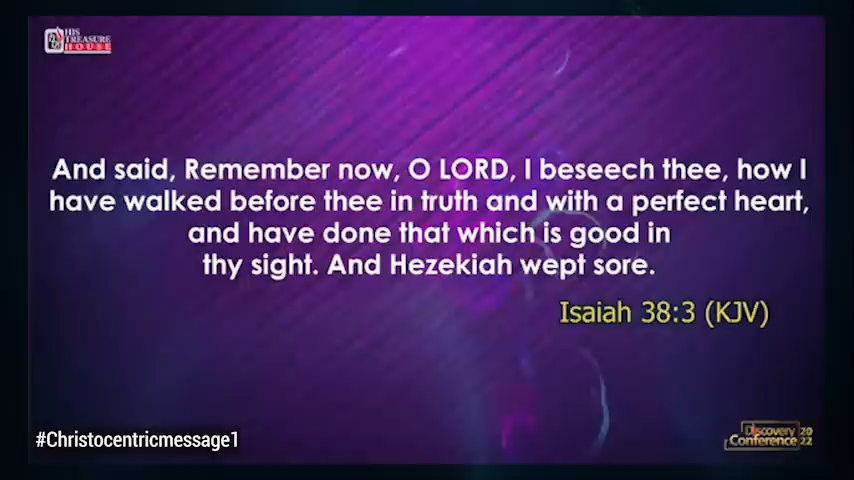 HIS
TREASURE
HOUSE
And said, Remember now, O LORD, I beseech thee, how I
have walked before thee in truth and with a perfect heart,
and have done that which is good in
thy sight. And Hezekiah wept sore.
Isaiah 38:3 (KJV)
#Christocentricmessage1
Discovery
Conference
20
22